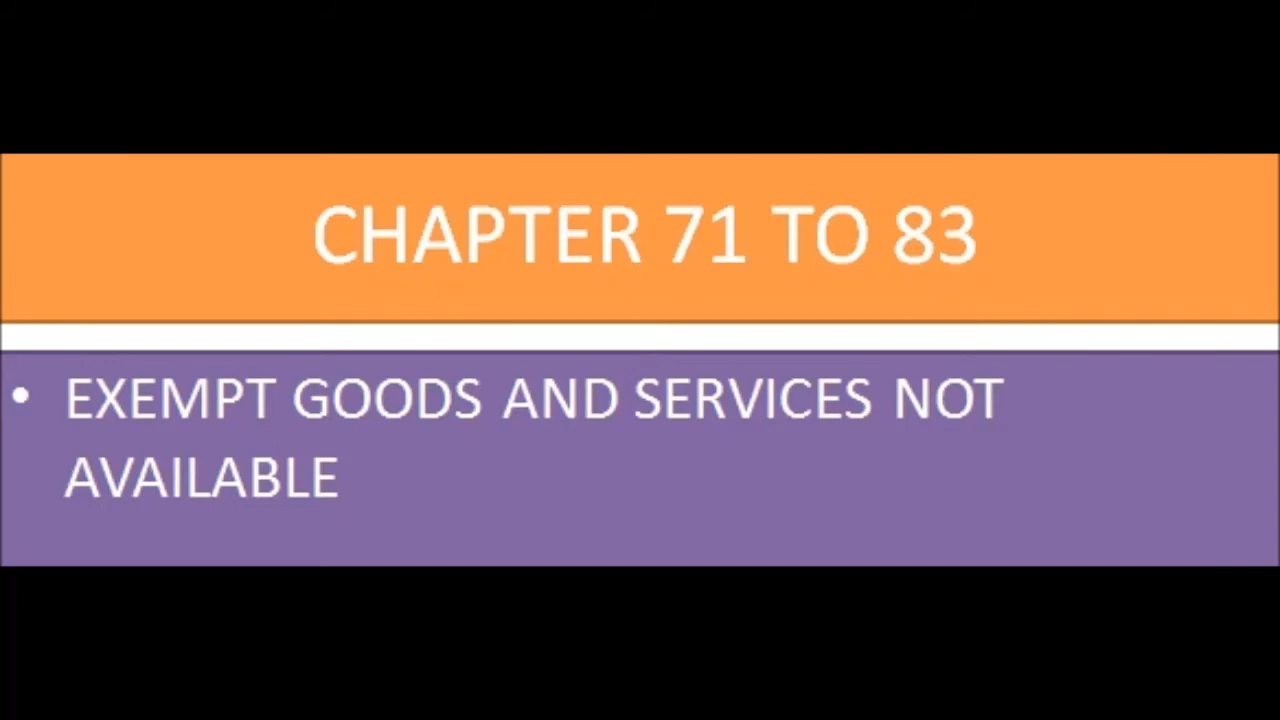 CHAPTER 71 TO 83
• EXEMPT GOODS AND SERVICES NOT
AVAILABLE